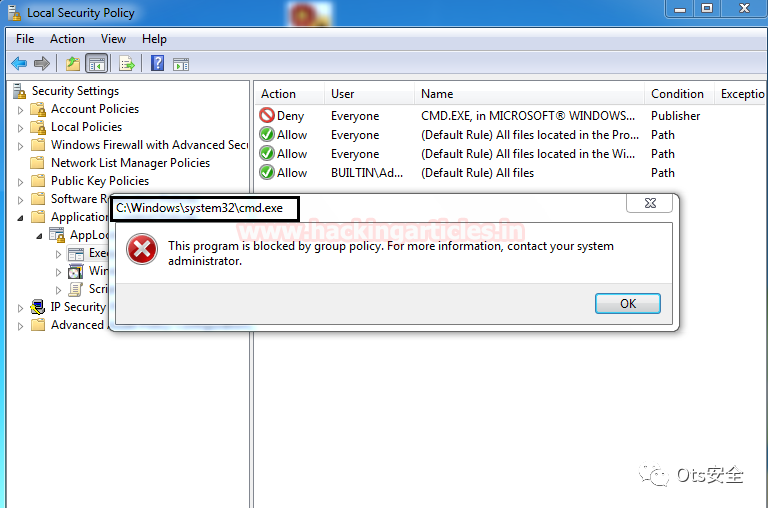 Local Security Policy
File Action View Help
Security Settings
Account Policies
Local Policies
Windows Firewall with Advanced Secu
Network List Manager Policies
Public Key Policies
Software Re
Application
AppLoc
Exec
Win
Scri
IP Security
Advanced
Action User Name Condition Exceptio
Deny Everyone CMD.EXE, in MICROSOFT® WINDOWS... Publisher
Allow Everyone (Default Rule) All files located in the Pro... Path
Allow Everyone (Default Rule) All files located in the Wi... Path
Allow BUILTIN\Ad... (Default Rule) All files Path
C:\Windows\system32\cmd.exe
www.hackingarticles.in
This program is blocked by group policy. For more information, contact your system
administrator.
OK
Ots安全